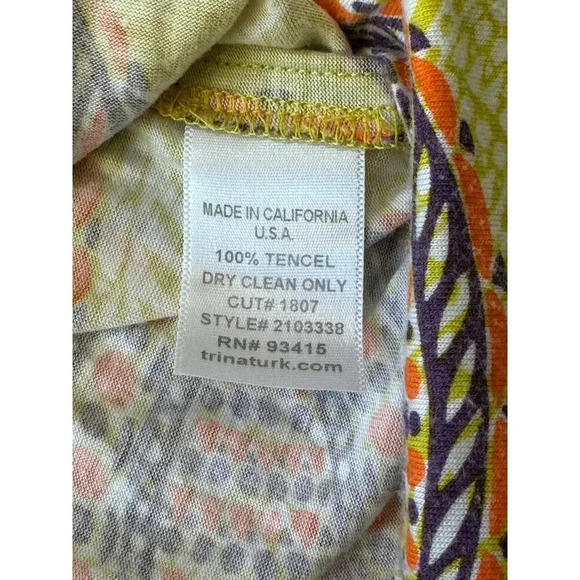 MADE IN CALIFORNIA
U.S.A.
100% TENCEL
DRY CLEAN ONLY
CUT# 1807
STYLE# 2103338
RN# 93415
trinaturk.com